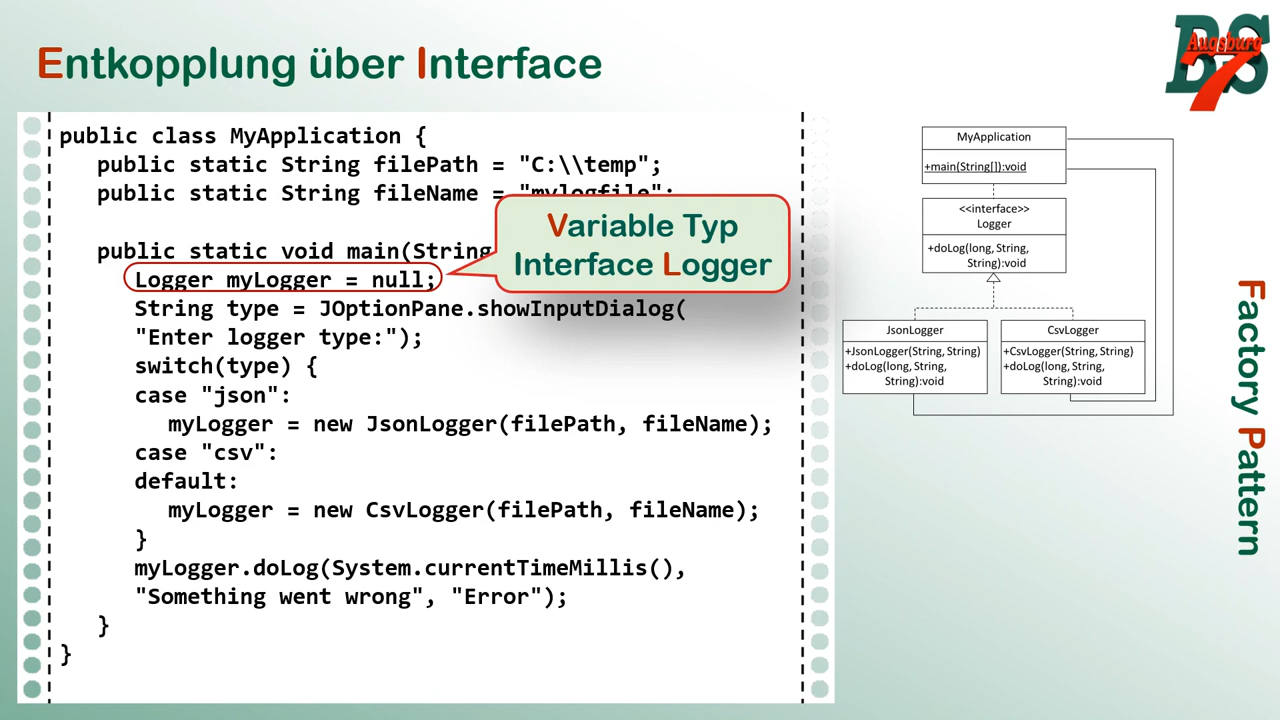 Entkopplung über Interface
BS
Augsburg
7
public class MyApplication {
public static String filePath = "C:\\temp";
public static String fileName = "mylogfile";
public static void main(String
Logger myLogger = null;
String type = JOptionPane.showInputDialog(
"Enter logger type:");
switch(type) {
case "json":
myLogger = new JsonLogger(filePath, fileName);
case "csv":
default:
myLogger = new CsvLogger(filePath, fileName);
}
myLogger.doLog(System.currentTimeMillis(),
"Something went wrong", "Error");
}
}
Variable Typ
Interface Logger
MyApplication
+main(String[]):void
<<interface>>
Logger
+doLog(long, String,
String):void
JsonLogger
+JsonLogger(String, String)
+doLog(long, String,
String):void
CsvLogger
+CsvLogger(String, String)
+doLog(long, String,
String):void
Factory Pattern